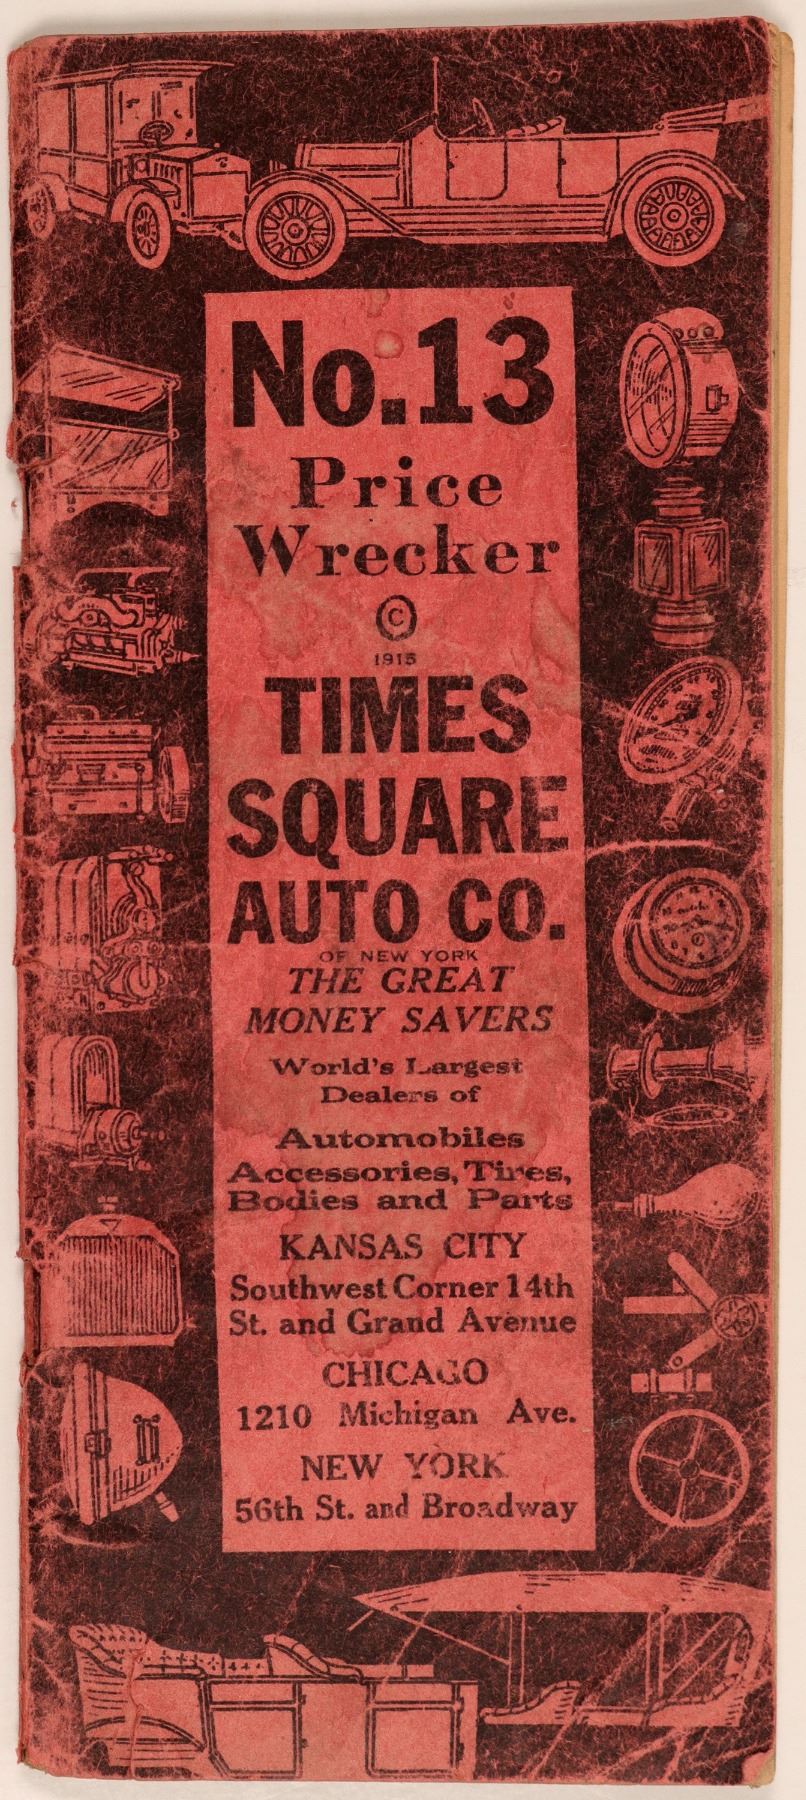 No.13
Price
Wrecker
©
1915
TIMES
SQUARE
AUTO CO.
OF NEW YORK
THE GREAT
MONEY SAVERS
World's Largest
Dealers of
Automobiles
Accessories, Tires,
Bodies and Parts
KANSAS CITY
Southwest Corner 14th
St. and Grand Avenue
CHICAGO
1210 Michigan Ave.
NEW YORK
56th St. and Broadway